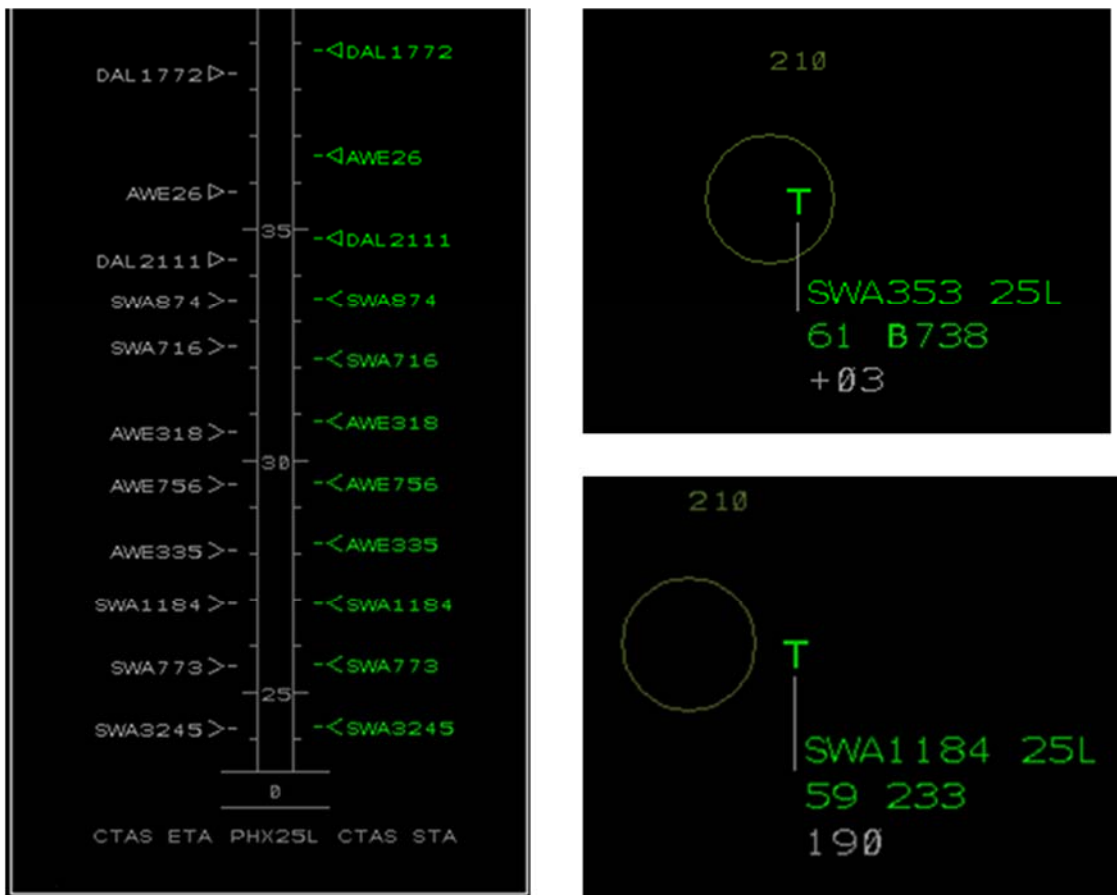 DAL1772
AWE26
35
DAL2111
SWA874
SWA716
AWE318
30
AWE756
AWE335
SWA1184
SWA773
25
SWA3245
DAL1772
AWE26
DAL2111
SWA874
SWA716
AWE318
AWE756
AWE335
SWA1184
SWA773
SWA3245
0
CTAS ETA PHX25L CTAS STA
210
T
SWA353 25L
61 B738
+03
210
T
SWA1184 25L
59 233
190